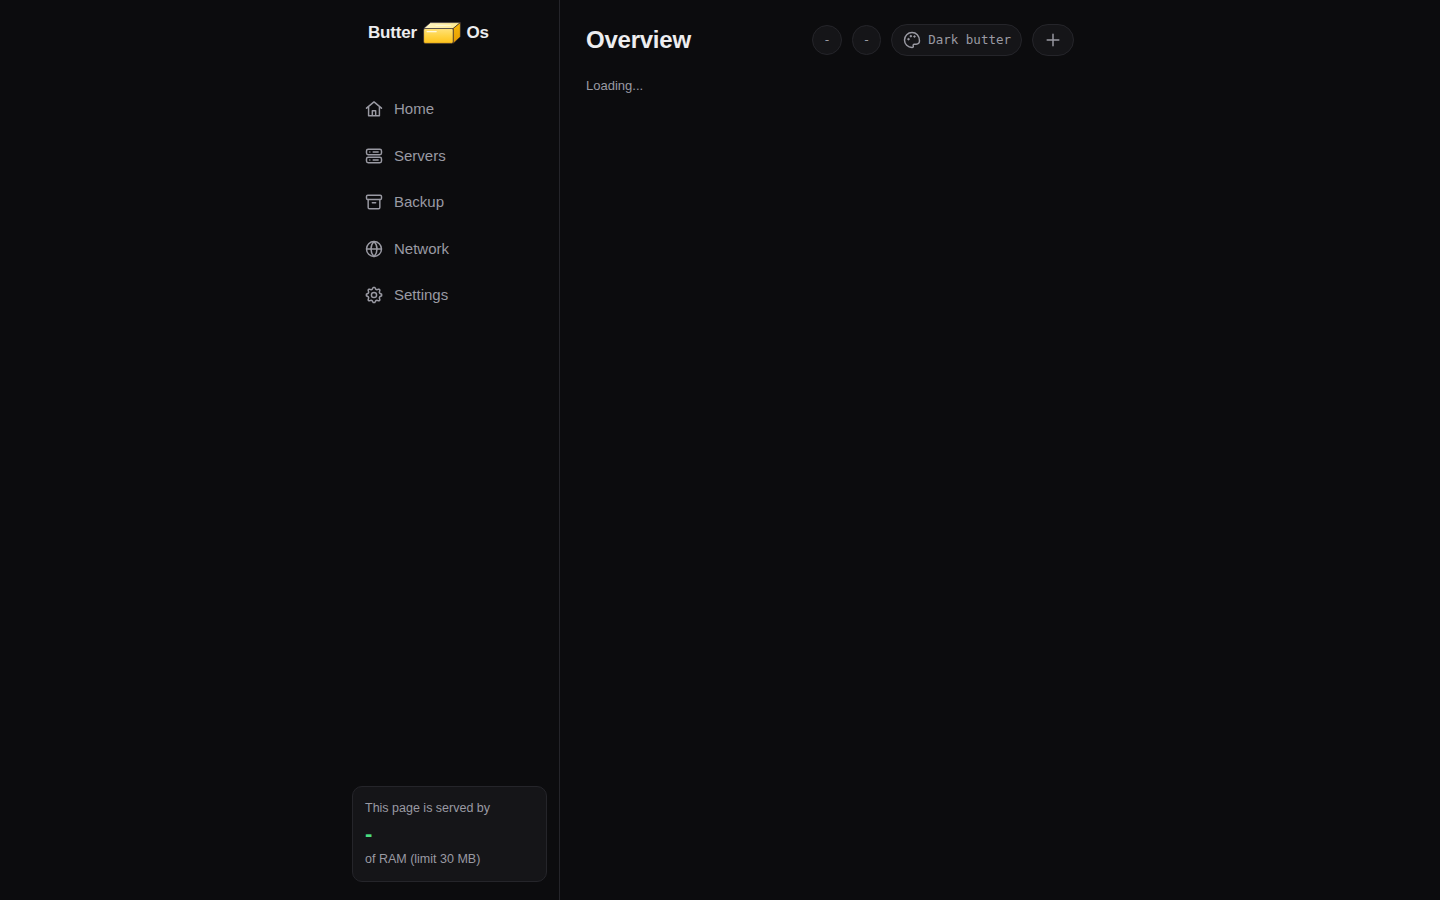 Butter Os
Home
Servers
Backup
Network
Settings
This page is served by
-
of RAM (limit 30 MB)
Overview
-
-
Dark butter
Loading...